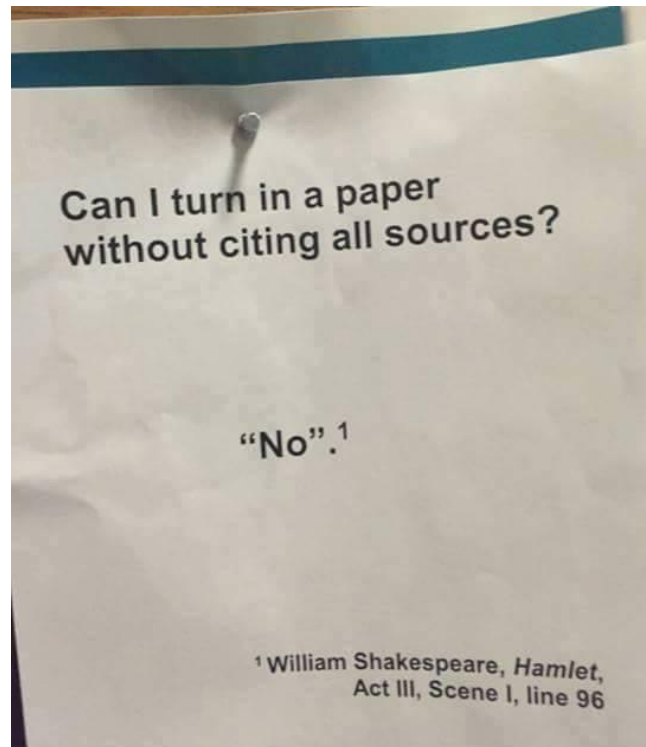 Can I turn in a paper
without citing all sources?
“No”.¹
¹ William Shakespeare, Hamlet,
Act III, Scene I, line 96